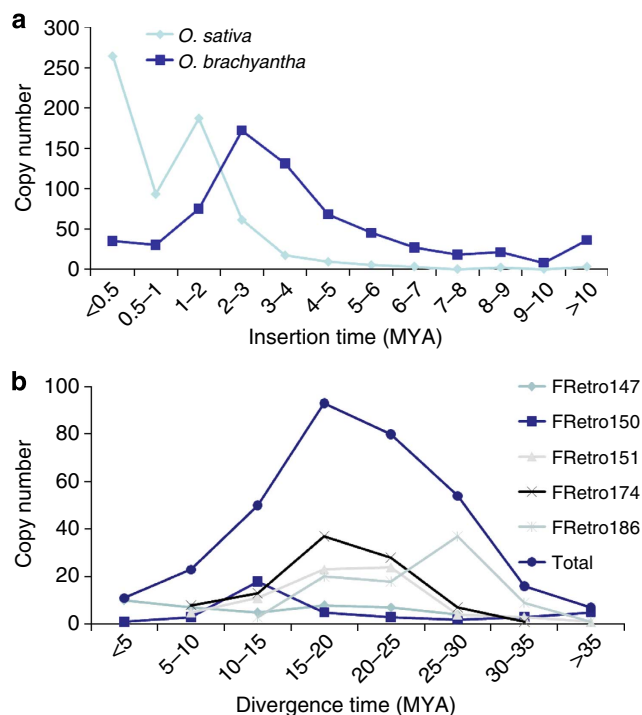 a
300
250
200
150
100
50
0
Copy number
O. sativa
O. brachyantha
<0.5
0.5–1
1–2
2–3
3–4
4–5
5–6
6–7
7–8
8–9
9–10
>10
Insertion time (MYA)
b
100
80
60
40
20
0
Copy number
FRetro147
FRetro150
FRetro151
FRetro174
FRetro186
Total
<5
5–10
10–15
15–20
20–25
25–30
30–35
>35
Divergence time (MYA)